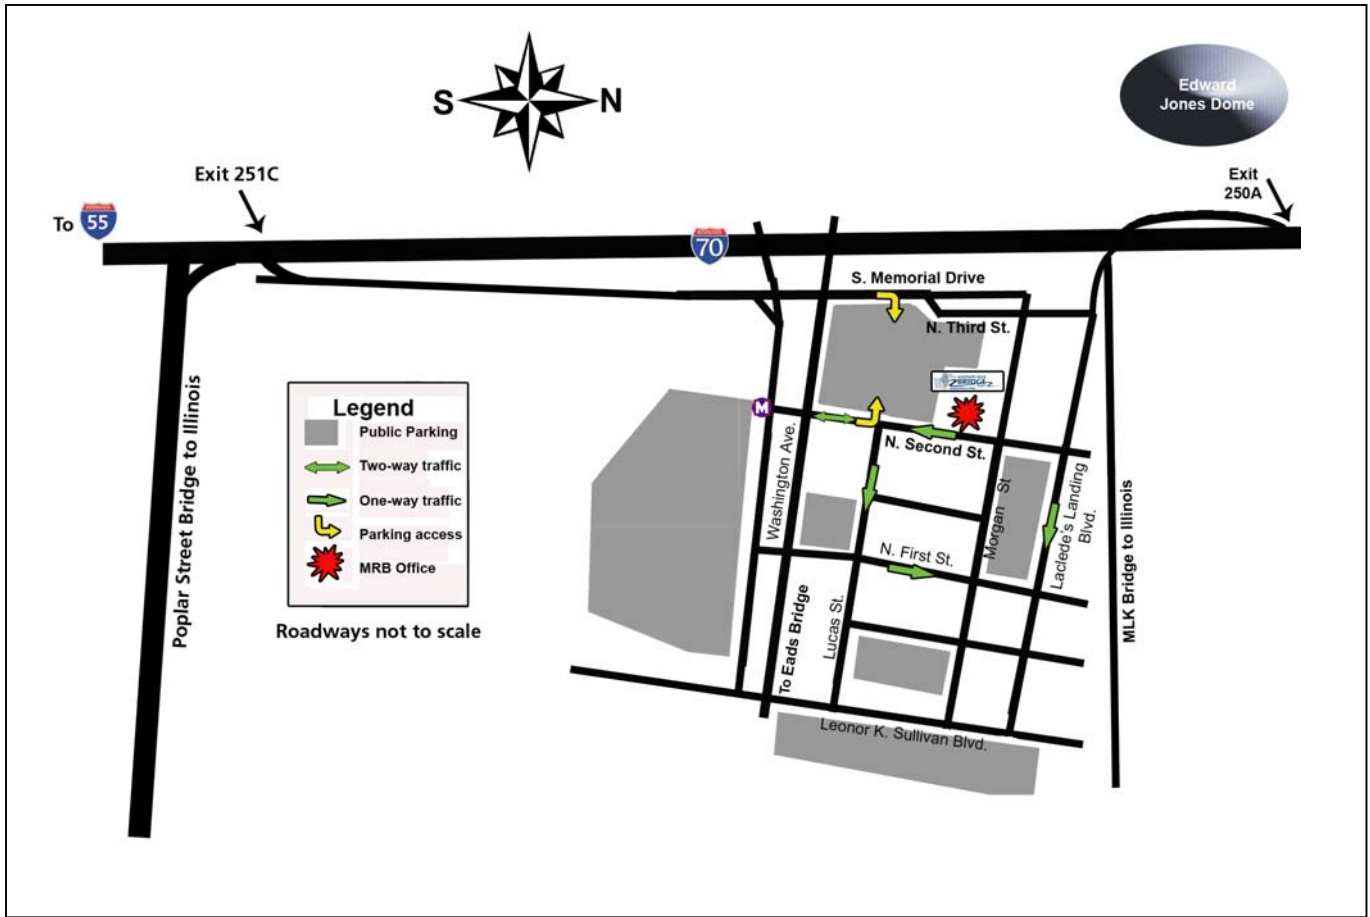 S
N
Edward
Jones Dome
Exit 251C
Exit
250A
To
55
70
S. Memorial Drive
N. Third St.
BRIDGE
M
N. Second St.
Washington Ave.
Morgan St
Laclede's Landing
Blvd.
N. First St.
Lucas St.
To Eads Bridge
Leonor K. Sullivan Blvd.
MLK Bridge to Illinois
Poplar Street Bridge to Illinois
Legend
Public Parking
Two-way traffic
One-way traffic
Parking access
MRB Office
Roadways not to scale